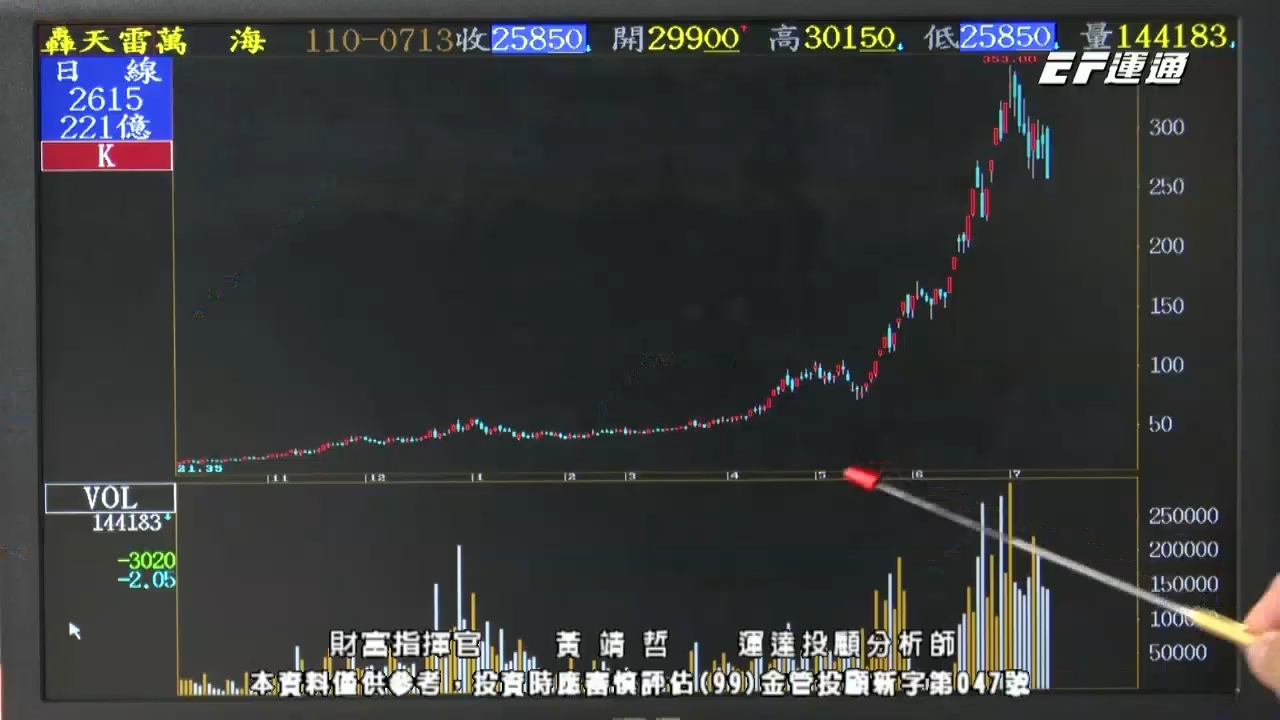 轟天雷萬 海 110-0713收25850 開29900 高30150 低25850 量144183
EF運通
日 線
2615
221億
K
353.00
300
250
200
150
100
50
21.35
11 12 1 2 3 4 5 6 7
VOL
144183
-3020
-2.05
250000
200000
150000
50000
財富指揮官 黃靖哲 運達投顧分析師
本資料僅供參考，投資時應審慎評估(99)金管投顧新字第047號